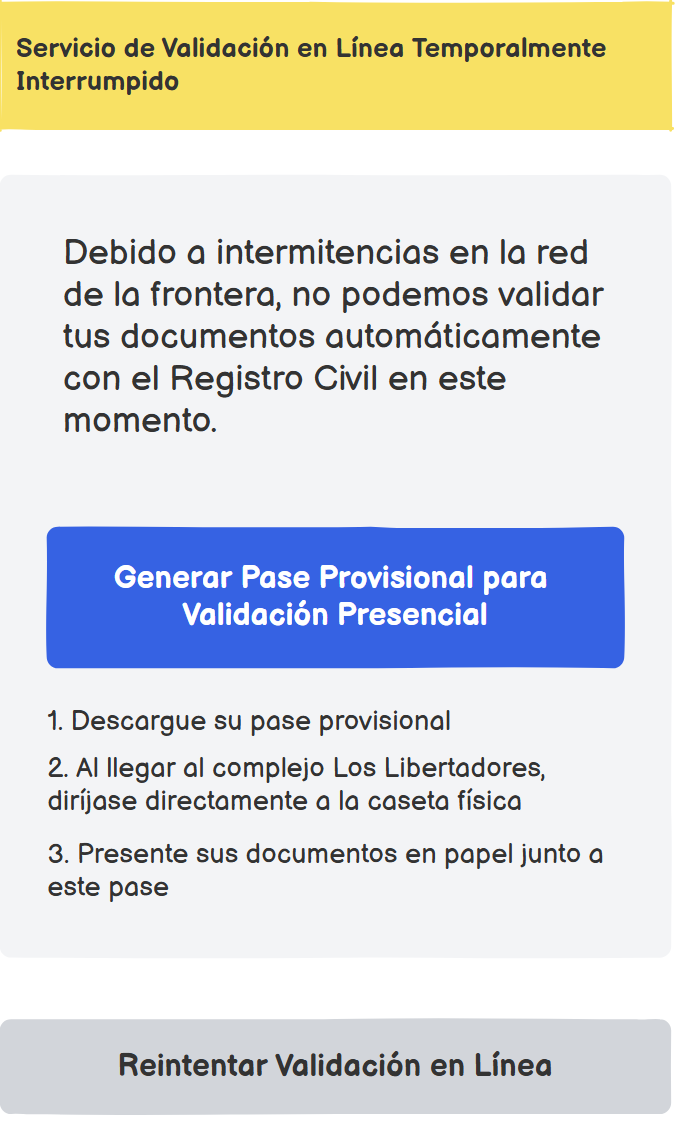 Servicio de Validación en Línea Temporalmente
Interrumpido
Debido a intermitencias en la red
de la frontera, no podemos validar
tus documentos automáticamente
con el Registro Civil en este
momento.
Generar Pase Provisional para
Validación Presencial
1. Descargue su pase provisional
2. Al llegar al complejo Los Libertadores,
diríjase directamente a la caseta física
3. Presente sus documentos en papel junto a
este pase
Reintentar Validación en Línea